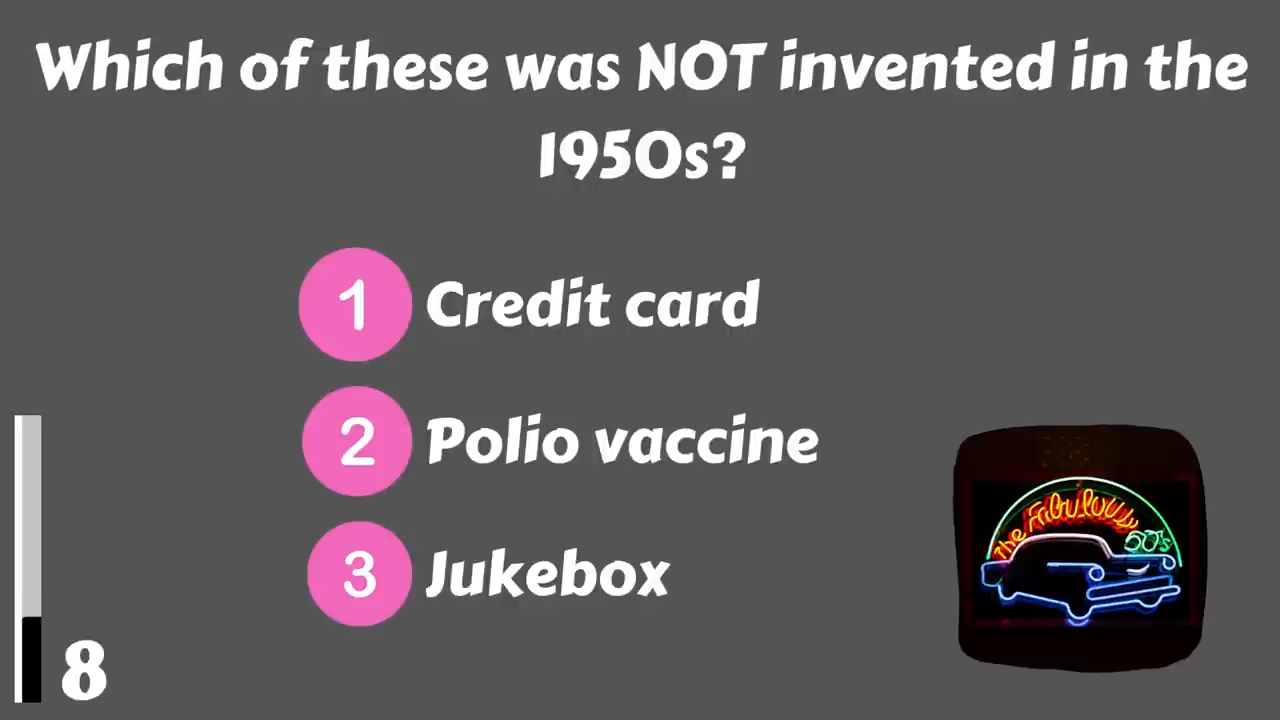 Which of these was NOT invented in the
1950s?
1 Credit card
2 Polio vaccine
3 Jukebox
The Fabulous
50's
8